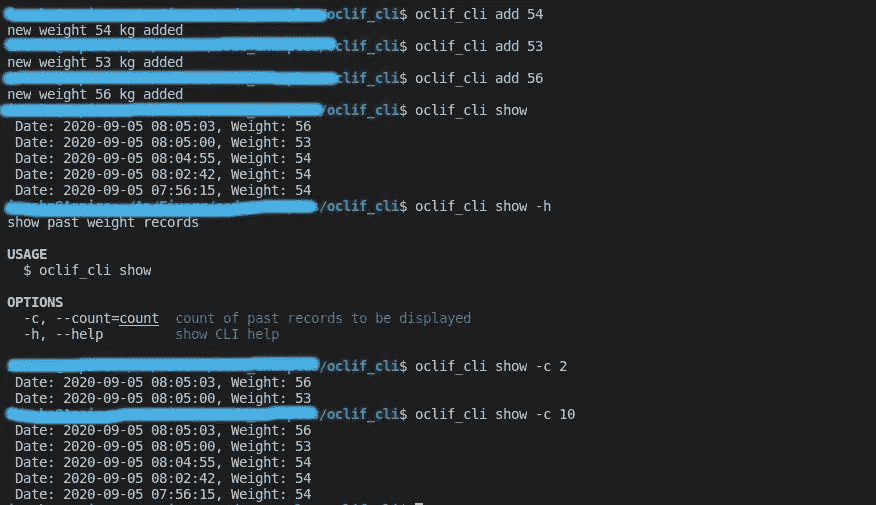 /oclif_cli$ oclif_cli add 54
new weight 54 kg added
/oclif_cli$ oclif_cli add 53
new weight 53 kg added
/oclif_cli$ oclif_cli add 56
new weight 56 kg added
/oclif_cli$ oclif_cli show
Date: 2020-09-05 08:05:03, Weight: 56
Date: 2020-09-05 08:05:00, Weight: 53
Date: 2020-09-05 08:04:55, Weight: 54
Date: 2020-09-05 08:02:42, Weight: 54
Date: 2020-09-05 07:56:15, Weight: 54
/oclif_cli$ oclif_cli show -h
show past weight records
USAGE
$ oclif_cli show
OPTIONS
-c, --count=count  count of past records to be displayed
-h, --help         show CLI help
/oclif_cli$ oclif_cli show -c 2
Date: 2020-09-05 08:05:03, Weight: 56
Date: 2020-09-05 08:05:00, Weight: 53
/oclif_cli$ oclif_cli show -c 10
Date: 2020-09-05 08:05:03, Weight: 56
Date: 2020-09-05 08:05:00, Weight: 53
Date: 2020-09-05 08:04:55, Weight: 54
Date: 2020-09-05 08:02:42, Weight: 54
Date: 2020-09-05 07:56:15, Weight: 54